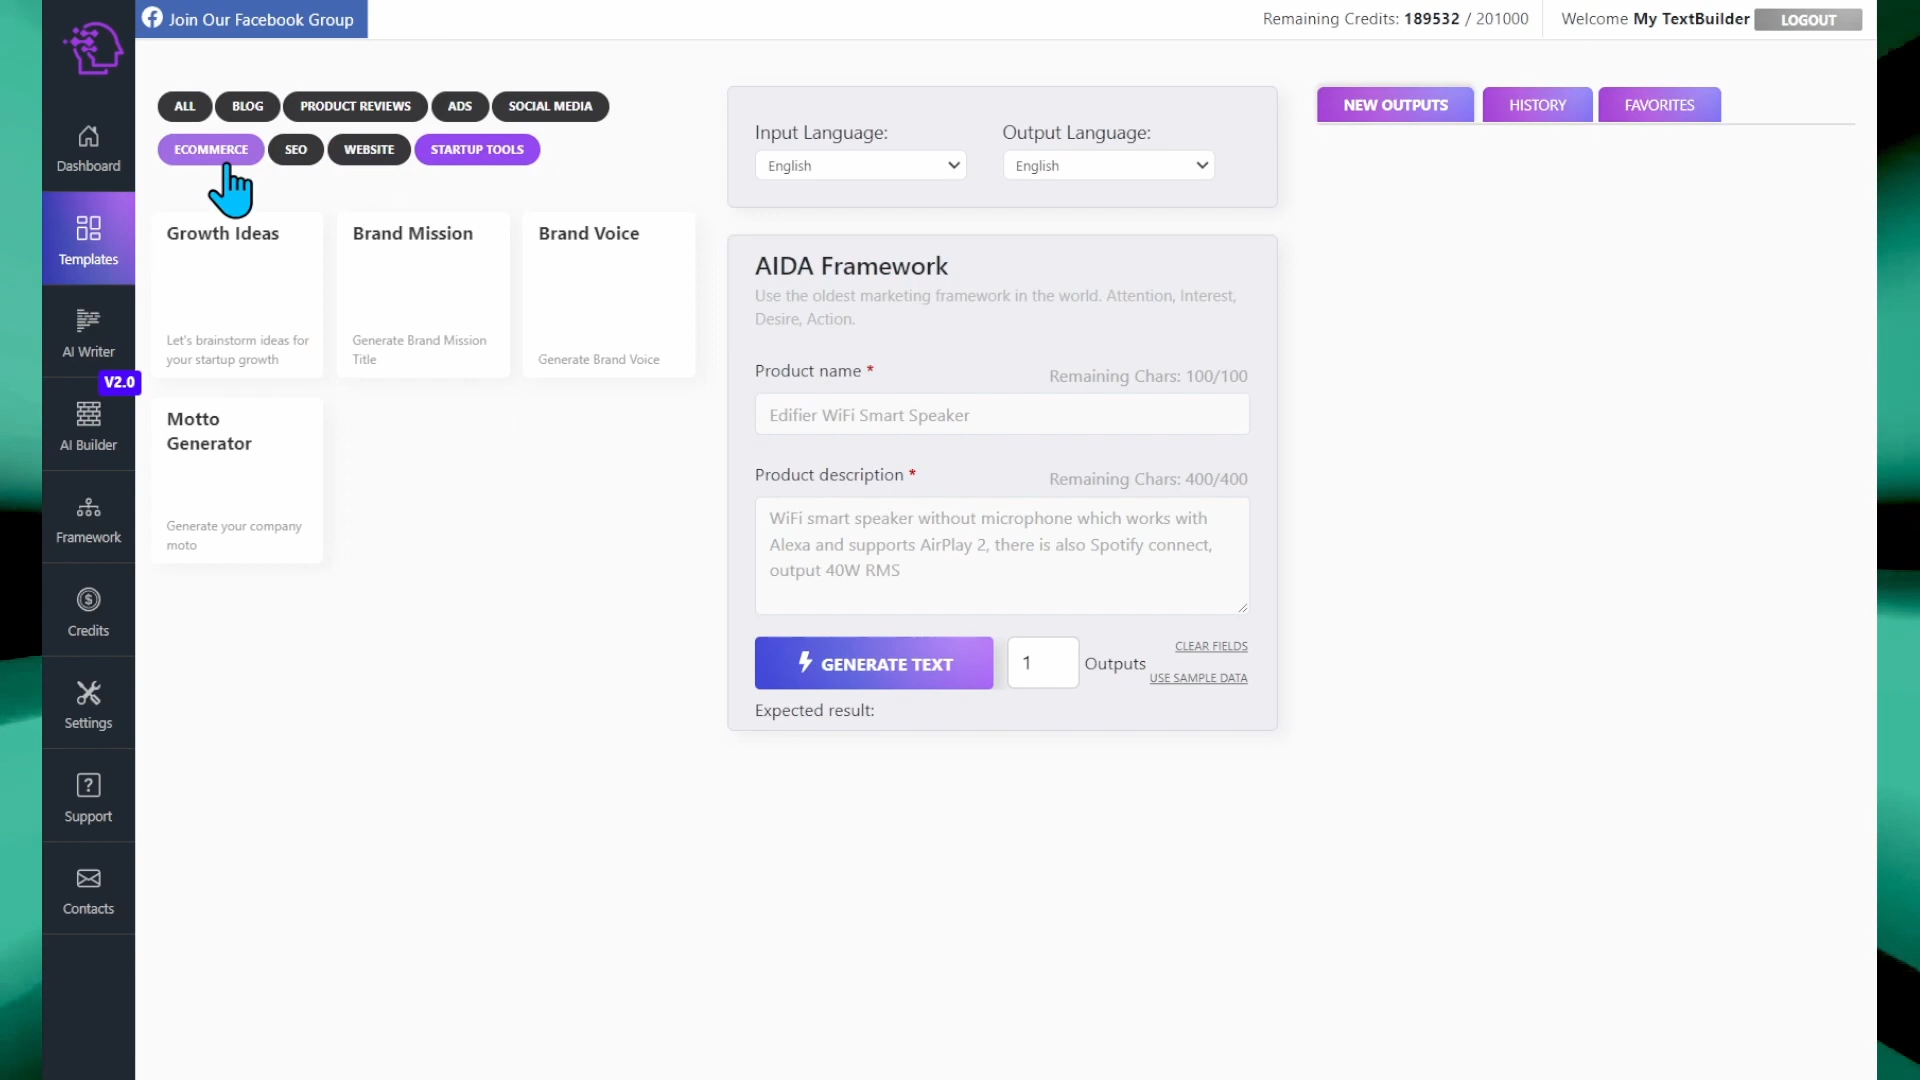 Join Our Facebook Group
Remaining Credits: 189532 / 201000
Welcome My TextBuilder
LOGOUT
Dashboard
Templates
AI Writer
V2.0
AI Builder
Framework
Credits
Settings
Support
Contacts
ALL
BLOG
PRODUCT REVIEWS
ADS
SOCIAL MEDIA
ECOMMERCE
SEO
WEBSITE
STARTUP TOOLS
Growth Ideas
Let's brainstorm ideas for
your startup growth
Brand Mission
Generate Brand Mission
Title
Brand Voice
Generate Brand Voice
Motto
Generator
Generate your company
moto
Input Language:
English
Output Language:
English
AIDA Framework
Use the oldest marketing framework in the world. Attention, Interest,
Desire, Action.
Product name *
Remaining Chars: 100/100
Edifier WiFi Smart Speaker
Product description *
Remaining Chars: 400/400
WiFi smart speaker without microphone which works with
Alexa and supports AirPlay 2, there is also Spotify connect,
output 40W RMS
GENERATE TEXT
1
Outputs
CLEAR FIELDS
USE SAMPLE DATA
Expected result:
NEW OUTPUTS
HISTORY
FAVORITES